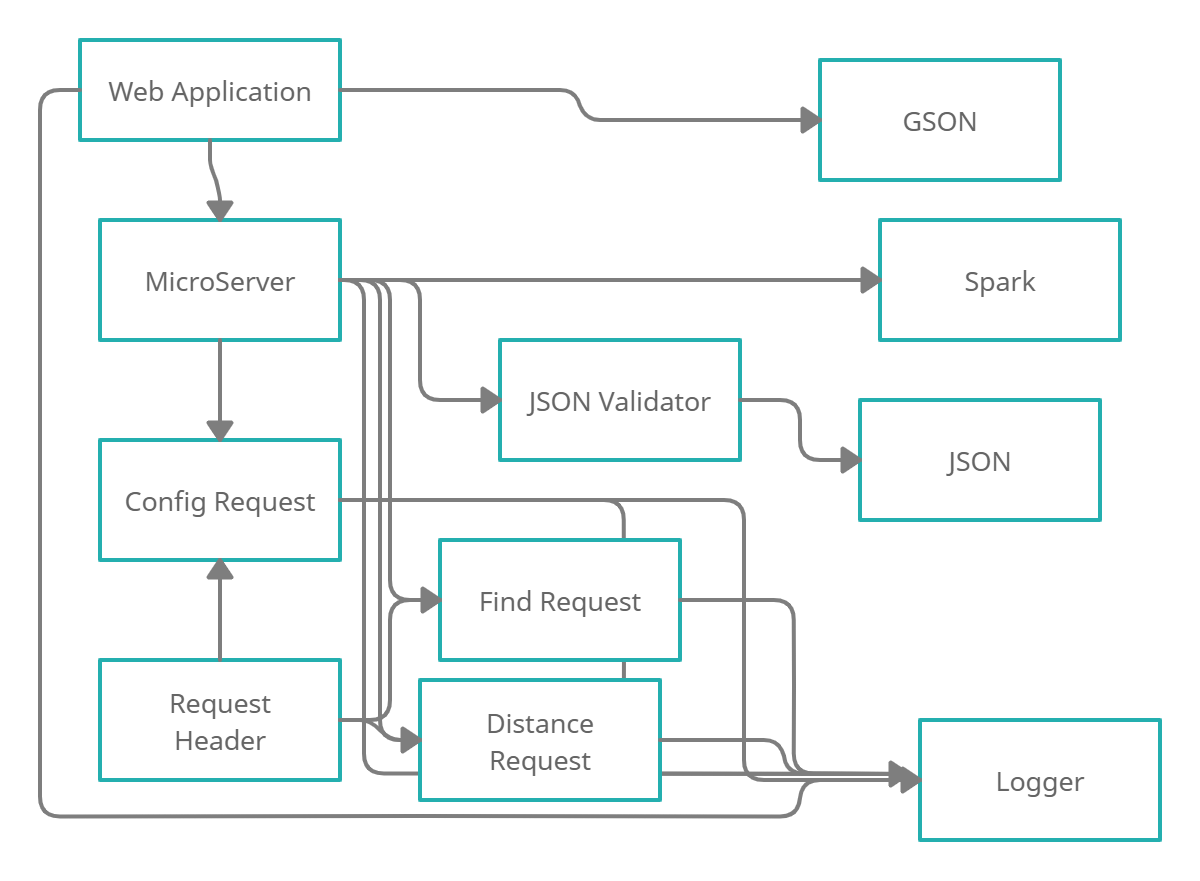 Web Application
GSON
MicroServer
Spark
JSON Validator
JSON
Config Request
Find Request
Request
Header
Distance
Request
Logger